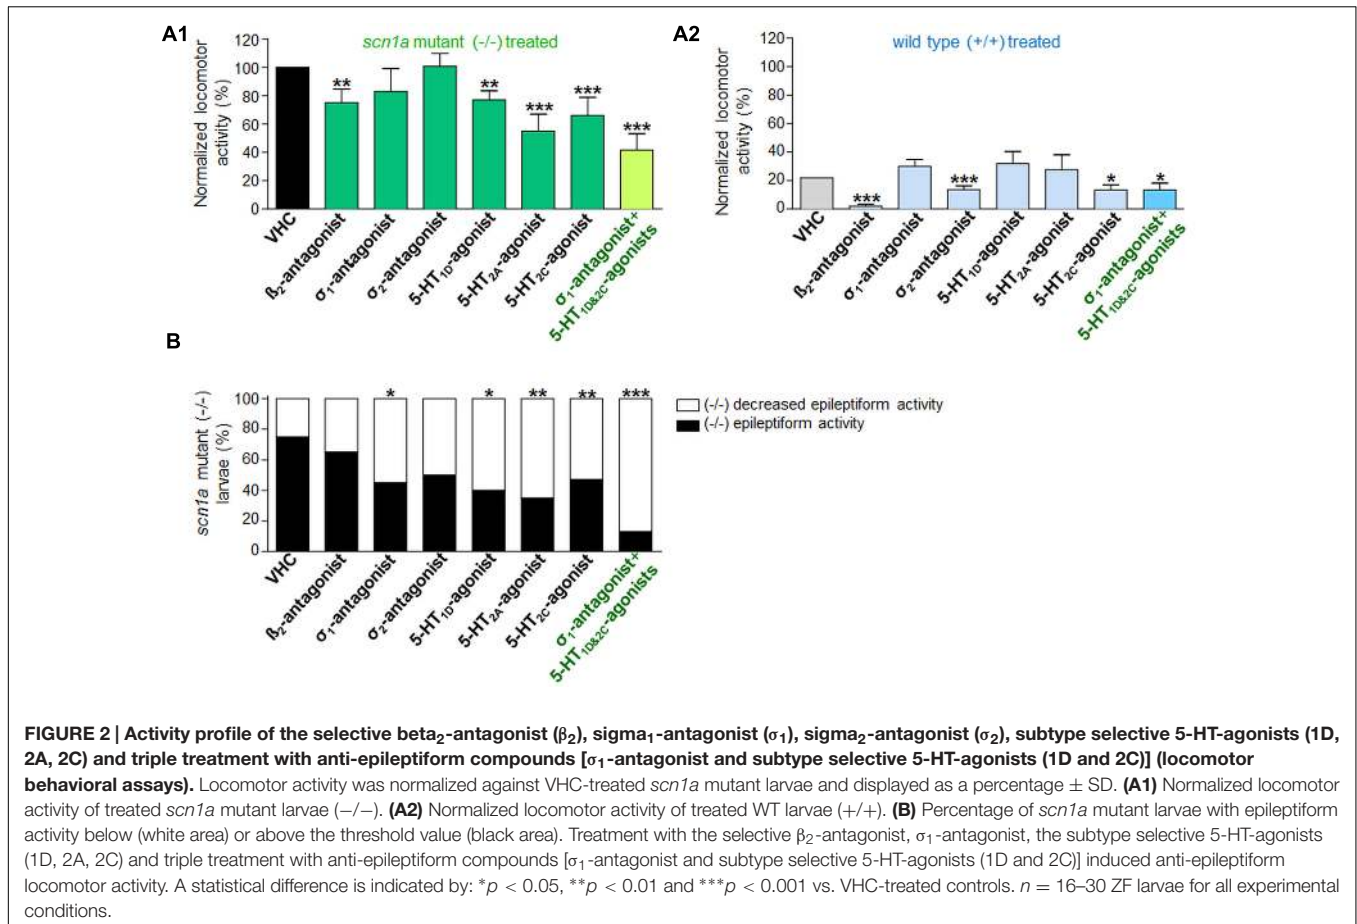 A1
scn1a mutant (-/-) treated
Normalized locomotor
activity (%)
120
100
80
60
40
20
0
**
**
***
***
***
VHC
ß2-antagonist
σ1-antagonist
σ2-antagonist
5-HT1D-agonist
5-HT2A-agonist
5-HT2C-agonist
σ1-antagonist+
5-HT1D&2C-agonists
A2
wild type (+/+) treated
Normalized locomotor
activity (%)
120
100
80
60
40
20
0
***
***
*
*
VHC
ß2-antagonist
σ1-antagonist
σ2-antagonist
5-HT1D-agonist
5-HT2A-agonist
5-HT2C-agonist
σ1-antagonist+
5-HT1D&2C-agonists
B
scn1a mutant (-/-)
larvae (%)
100
80
60
40
20
0
*
*
**
**
***
(-/-) decreased epileptiform activity
(-/-) epileptiform activity
VHC
ß2-antagonist
σ1-antagonist
σ2-antagonist
5-HT1D-agonist
5-HT2A-agonist
5-HT2C-agonist
σ1-antagonist+
5-HT1D&2C-agonists
FIGURE 2 | Activity profile of the selective beta2-antagonist (β2), sigma1-antagonist (σ1), sigma2-antagonist (σ2), subtype selective 5-HT-agonists (1D,
2A, 2C) and triple treatment with anti-epileptiform compounds [σ1-antagonist and subtype selective 5-HT-agonists (1D and 2C)] (locomotor
behavioral assays). Locomotor activity was normalized against VHC-treated scn1a mutant larvae and displayed as a percentage ± SD. (A1) Normalized locomotor
activity of treated scn1a mutant larvae (−/−). (A2) Normalized locomotor activity of treated WT larvae (+/+). (B) Percentage of scn1a mutant larvae with epileptiform
activity below (white area) or above the threshold value (black area). Treatment with the selective β2-antagonist, σ1-antagonist, the subtype selective 5-HT-agonists
(1D, 2A, 2C) and triple treatment with anti-epileptiform compounds [σ1-antagonist and subtype selective 5-HT-agonists (1D and 2C)] induced anti-epileptiform
locomotor activity. A statistical difference is indicated by: *p < 0.05, **p < 0.01 and ***p < 0.001 vs. VHC-treated controls. n = 16–30 ZF larvae for all experimental
conditions.